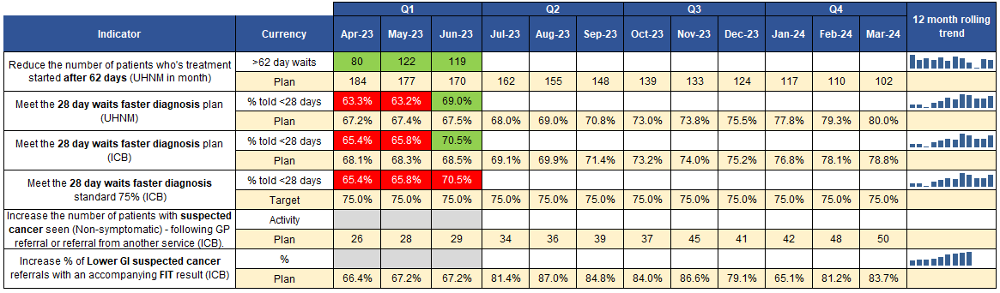 Indicator Currency Q1 Q2 Q3 Q4 12 month rolling trend
Apr-23 May-23 Jun-23 Jul-23 Aug-23 Sep-23 Oct-23 Nov-23 Dec-23 Jan-24 Feb-24 Mar-24
Reduce the number of patients who's treatment
started after 62 days (UHNM in month)
>62 day waits 80 122 119
Plan 184 177 170 162 155 148 139 133 124 117 110 102
Meet the 28 day waits faster diagnosis plan
(UHNM)
% told <28 days 63.3% 63.2% 69.0%
Plan 67.2% 67.4% 67.5% 68.0% 69.0% 70.8% 73.0% 73.8% 75.5% 77.8% 79.3% 80.0%
Meet the 28 day waits faster diagnosis plan
(ICB)
% told <28 days 65.4% 65.8% 70.5%
Plan 68.1% 68.3% 68.5% 69.1% 69.9% 71.4% 73.2% 74.0% 75.2% 76.8% 78.1% 78.8%
Meet the 28 day waits faster diagnosis
standard 75% (ICB)
% told <28 days 65.4% 65.8% 70.5%
Target 75.0% 75.0% 75.0% 75.0% 75.0% 75.0% 75.0% 75.0% 75.0% 75.0% 75.0% 75.0%
Increase the number of patients with suspected
cancer seen (Non-symptomatic) - following GP
referral or referral from another service (ICB).
Activity
Plan 26 28 29 34 36 39 37 45 41 42 48 50
Increase % of Lower GI suspected cancer
referrals with an accompanying FIT result (ICB)
%
Plan 66.4% 67.2% 67.2% 81.4% 87.0% 84.8% 84.0% 86.6% 79.1% 65.1% 81.2% 83.7%